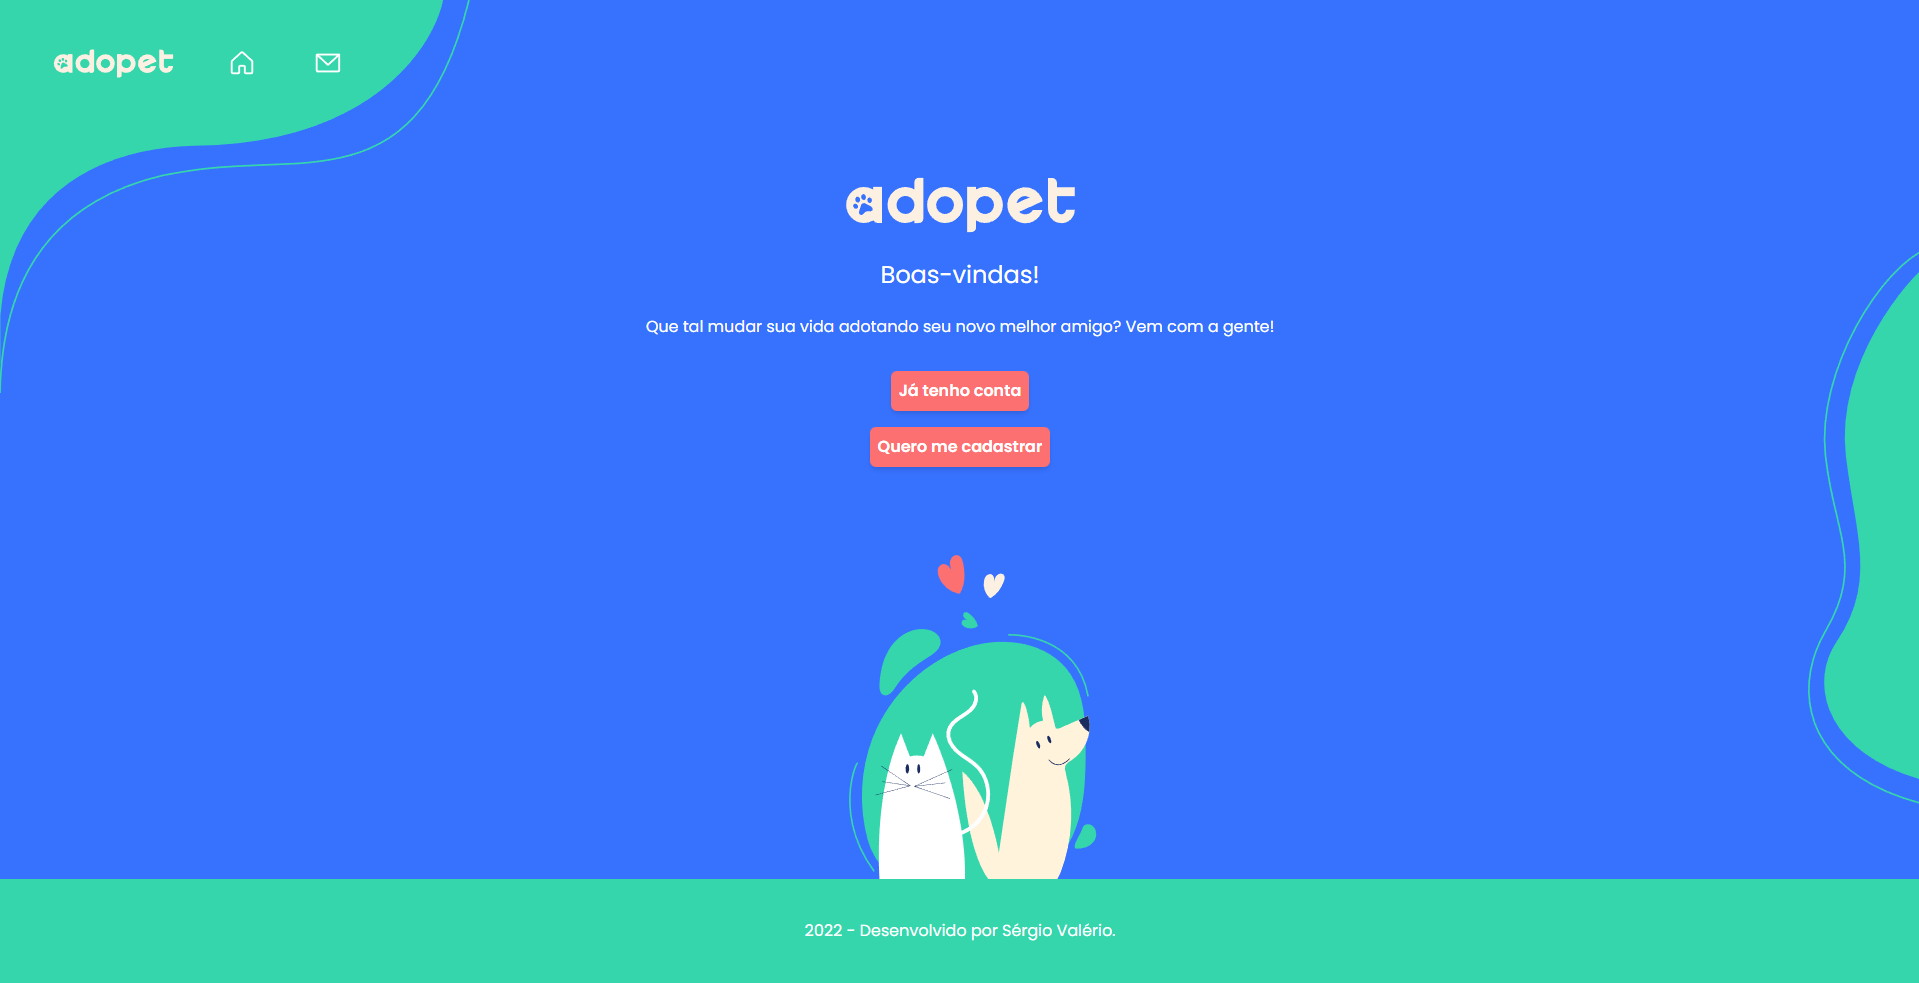 adopet
adopet
Boas-vindas!
Que tal mudar sua vida adotando seu novo melhor amigo? Vem com a gente!
Já tenho conta
Quero me cadastrar
2022 - Desenvolvido por Sérgio Valério.